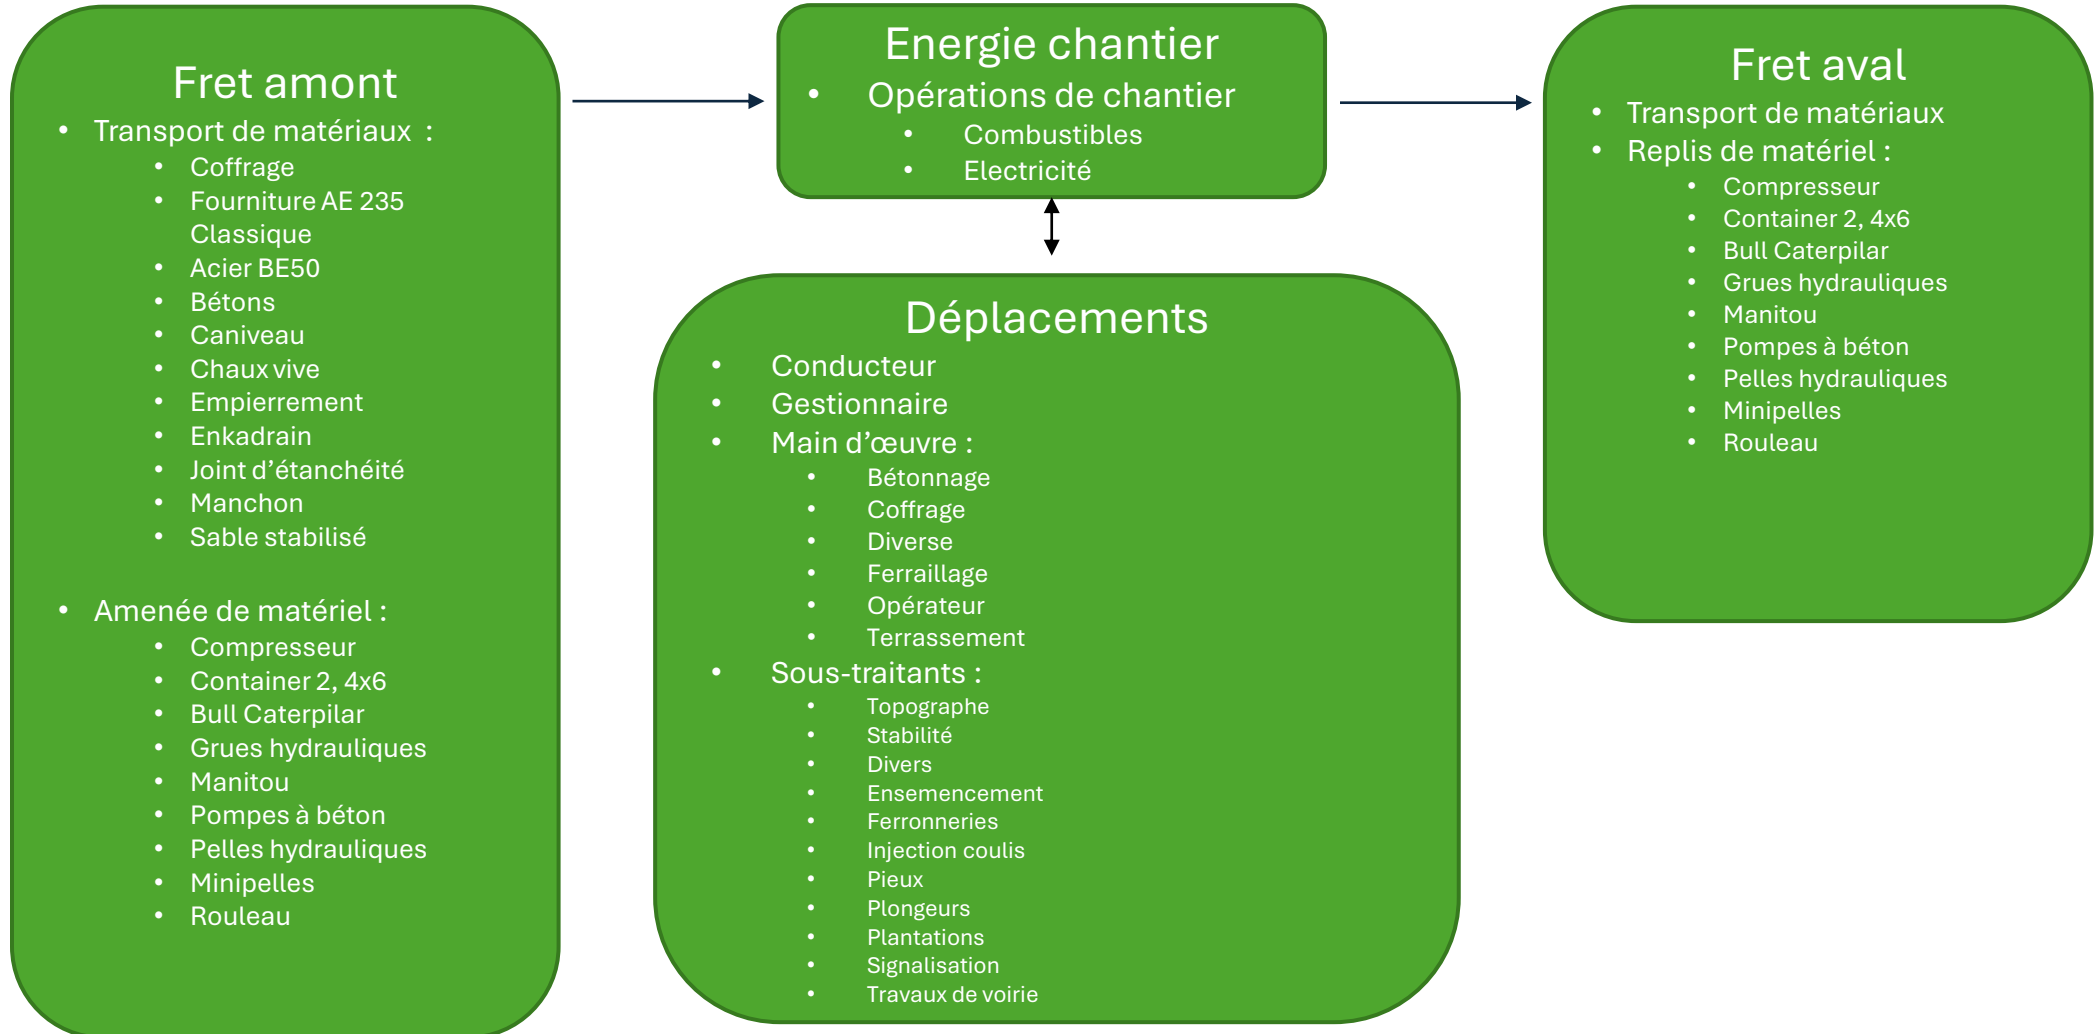 Fret amont
• Transport de matériaux :
• Coffrage
• Fourniture AE 235
Classique
• Acier BE50
• Bétons
• Caniveau
• Chaux vive
• Empierrement
• Enkadrain
• Joint d’étanchéité
• Manchon
• Sable stabilisé
• Amenée de matériel :
• Compresseur
• Container 2, 4x6
• Bull Caterpilar
• Grues hydrauliques
• Manitou
• Pompes à béton
• Pelles hydrauliques
• Minipelles
• Rouleau
Energie chantier
• Opérations de chantier
• Combustibles
• Electricité
Déplacements
• Conducteur
• Gestionnaire
• Main d’œuvre :
• Bétonnage
• Coffrage
• Diverse
• Ferraillage
• Opérateur
• Terrassement
• Sous-traitants :
• Topographe
• Stabilité
• Divers
• Ensemencement
• Ferronneries
• Injection coulis
• Pieux
• Plongeurs
• Plantations
• Signalisation
• Travaux de voirie
Fret aval
• Transport de matériaux
• Replis de matériel :
• Compresseur
• Container 2, 4x6
• Bull Caterpilar
• Grues hydrauliques
• Manitou
• Pompes à béton
• Pelles hydrauliques
• Minipelles
• Rouleau